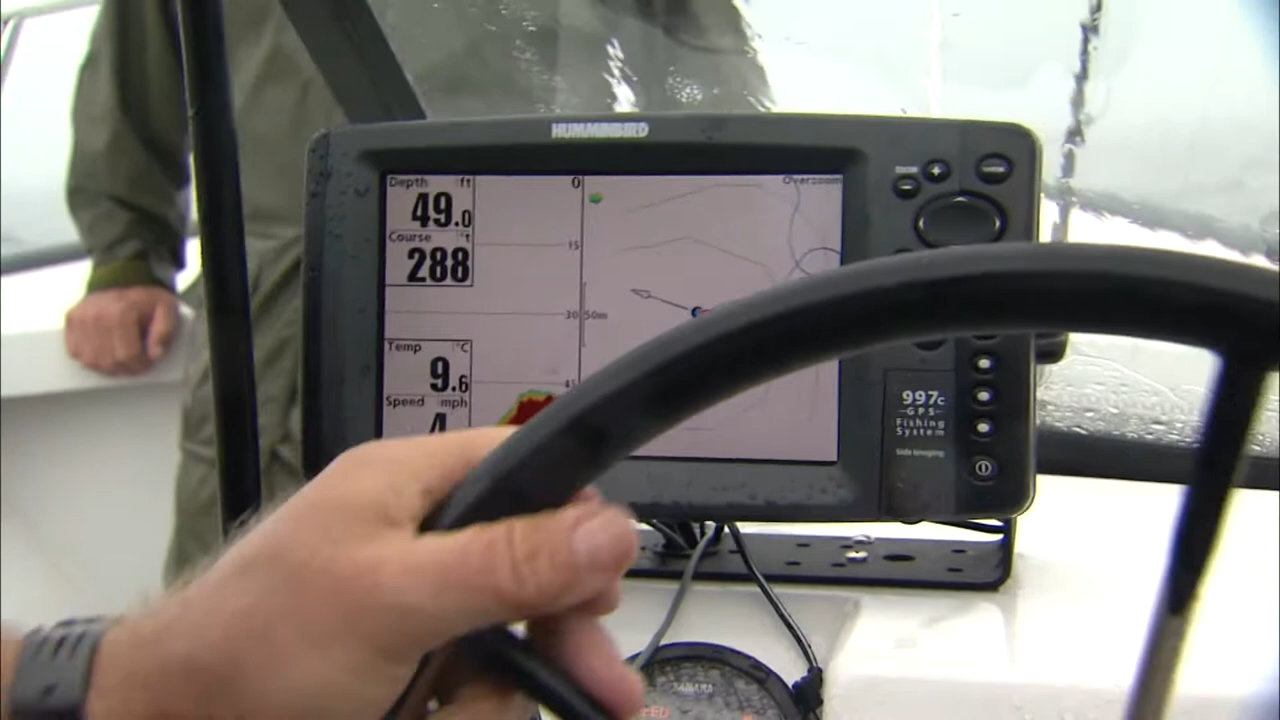 HUMMINBIRD
Depth ft
49.0
Course °t
288
Temp °C
9.6
Speed mph
4
0
15
30
45
50m
Overzoom
997c
GPS
Fishing
System
Side Imaging